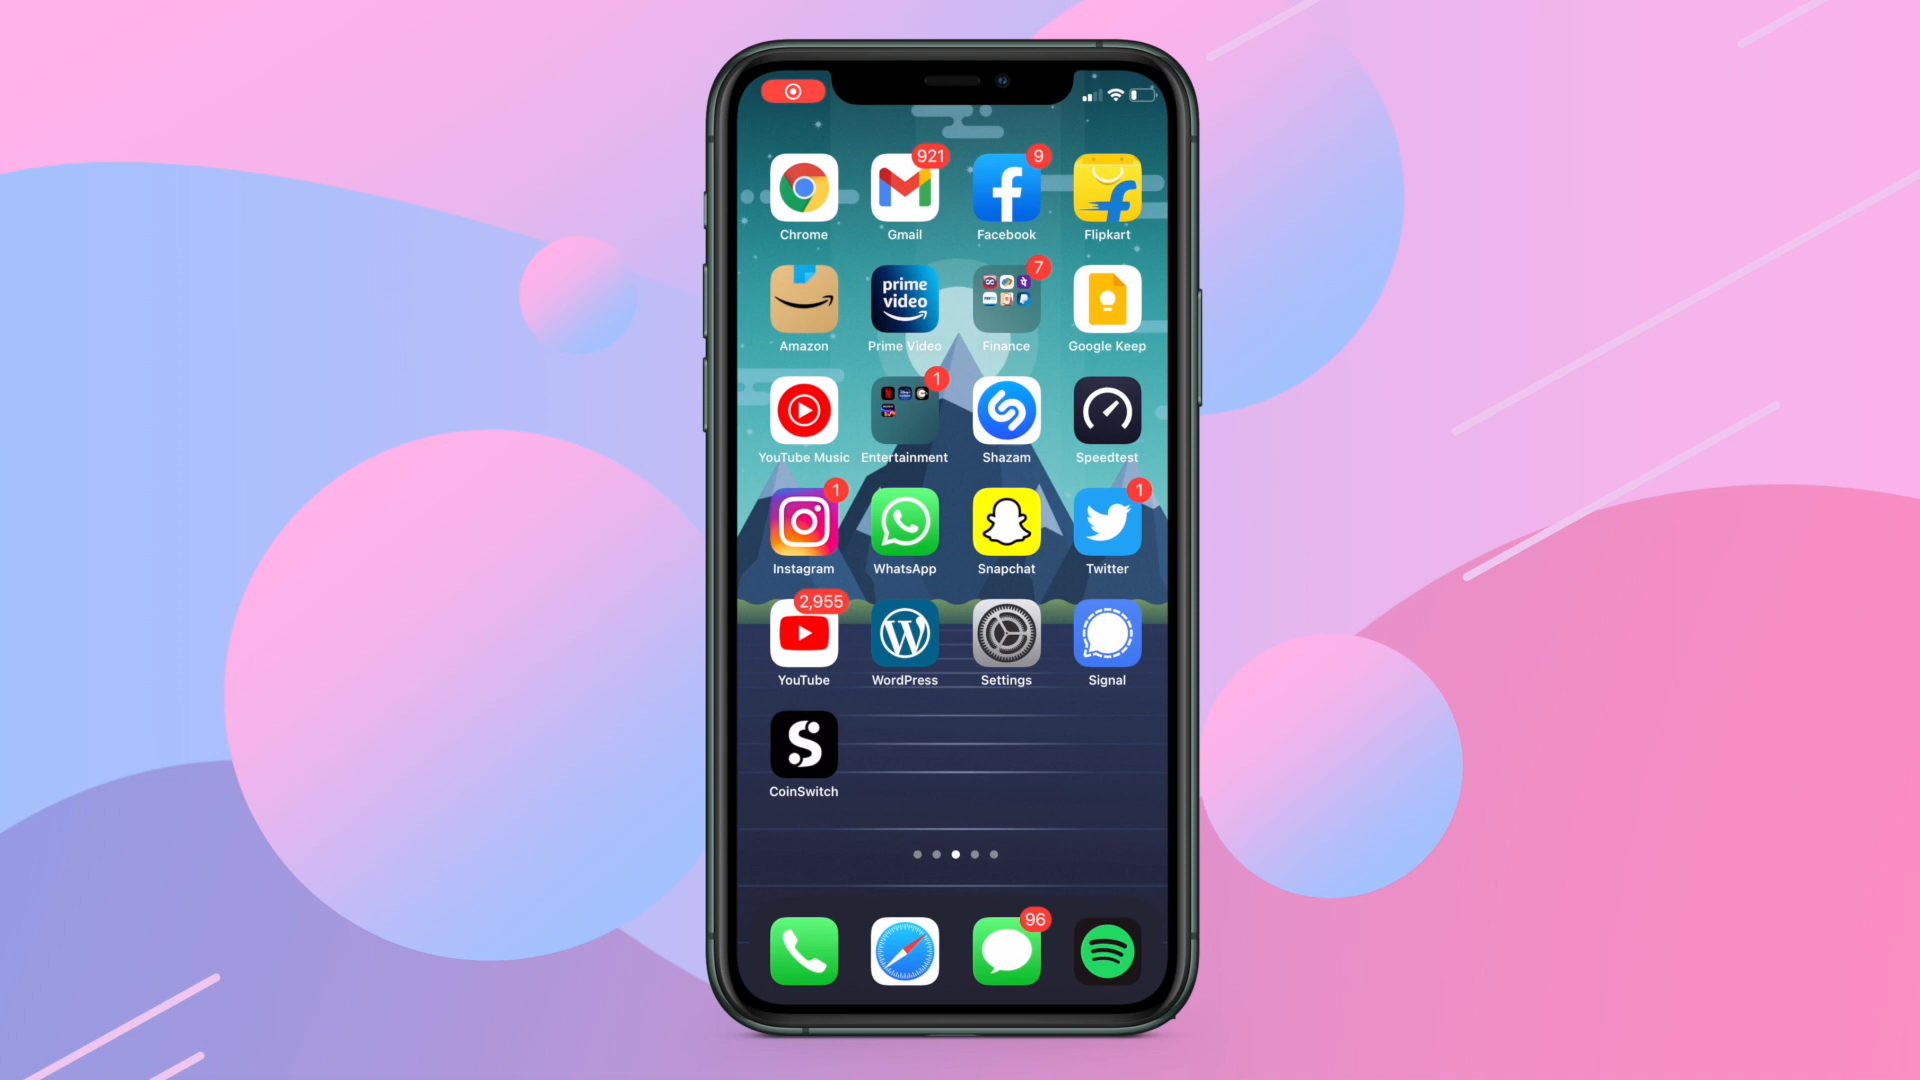 921
9
Chrome
Gmail
Facebook
Flipkart
prime
video
7
Amazon
Prime Video
Finance
Google Keep
1
YouTube Music
Entertainment
Shazam
Speedtest
1
1
Instagram
WhatsApp
Snapchat
Twitter
2,955
YouTube
WordPress
Settings
Signal
CoinSwitch
96